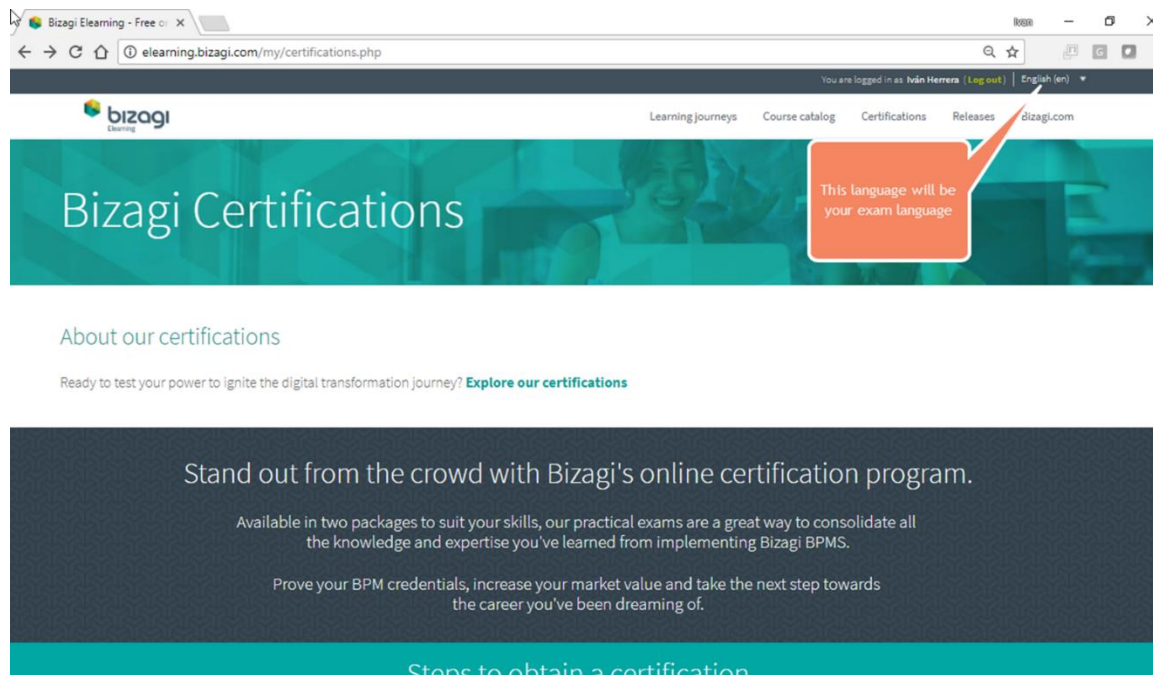 Bizagi Elearning - Free o
elearning.bizagi.com/my/certifications.php
You are logged in as Iván Herrera (Log out) English (en)
bizagi
Elearning
Learning journeys Course catalog Certifications Releases Bizagi.com
Bizagi Certifications
This language will be
your exam language
About our certifications
Ready to test your power to ignite the digital transformation journey? Explore our certifications
Stand out from the crowd with Bizagi's online certification program.
Available in two packages to suit your skills, our practical exams are a great way to consolidate all
the knowledge and expertise you've learned from implementing Bizagi BPMS.
Prove your BPM credentials, increase your market value and take the next step towards
the career you've been dreaming of.
Steps to obtain a certification